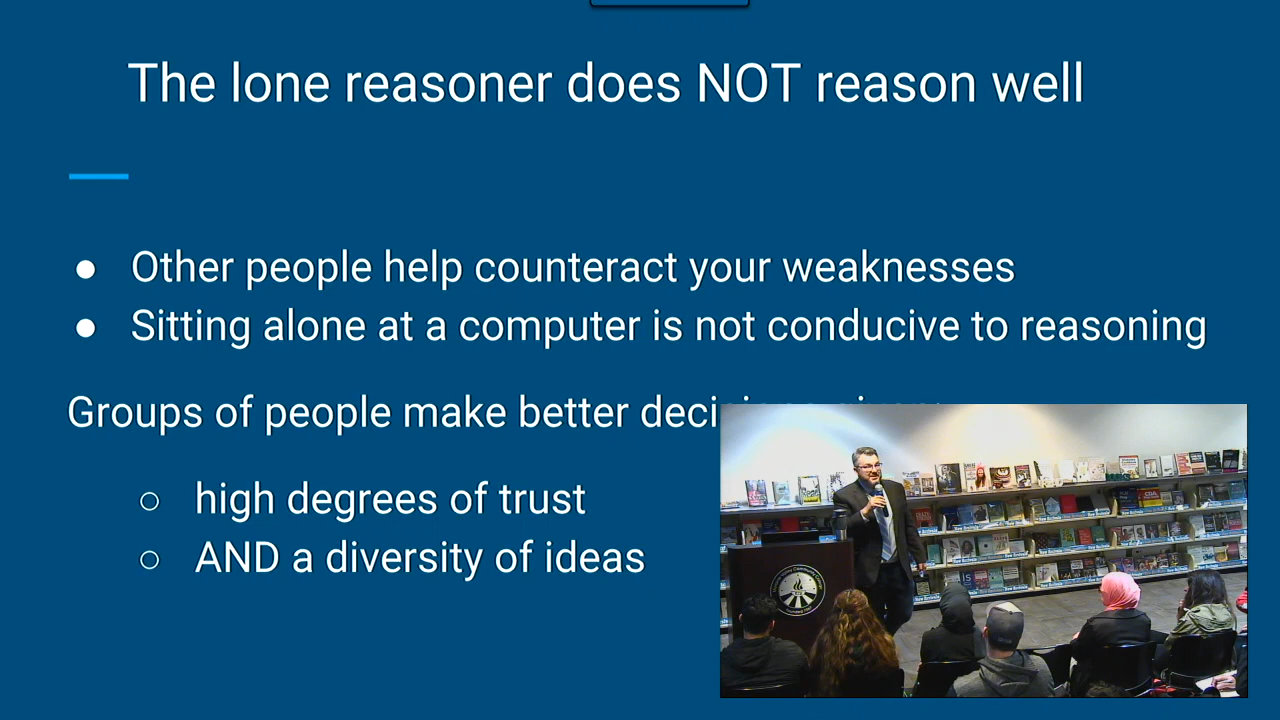 The lone reasoner does NOT reason well
● Other people help counteract your weaknesses
● Sitting alone at a computer is not conducive to reasoning
Groups of people make better
○ high degrees of trust
○ AND a diversity of ideas